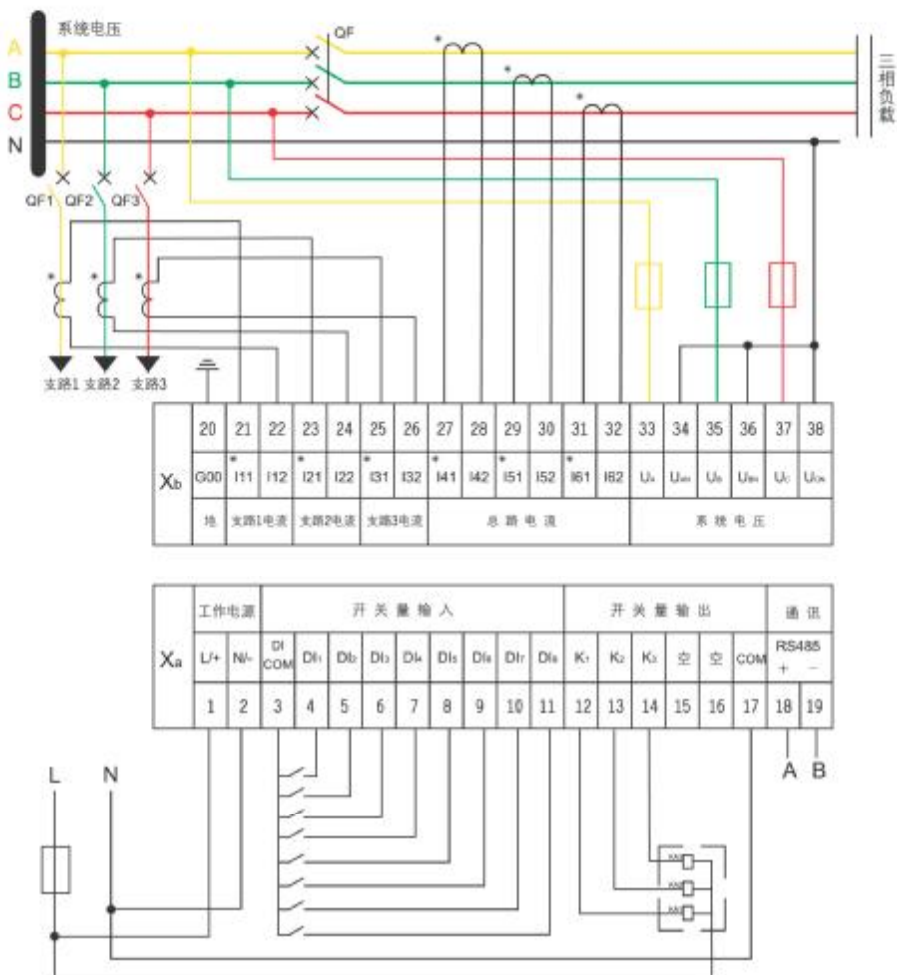 系统电压
QF
A
B
C
N
三相负载
QF1 QF2 QF3
* * *
* * *
支路1 支路2 支路3
Xb
20 21 22 23 24 25 26 27 28 29 30 31 32 33 34 35 36 37 38
G00 *I11 I12 *I21 I22 *I31 I32 *I41 I42 *I51 I52 *I61 I62 UA UAN UB UBN UC UCN
地 支路1电流 支路2电流 支路3电流 总路电流 系统电压
Xa
工作电源 开关量输入 开关量输出 通讯
L/+ N/- DI COM DI1 DI2 DI3 DI4 DI5 DI6 DI7 DI8 K1 K2 K3 空 空 COM RS485
+ -
1 2 3 4 5 6 7 8 9 10 11 12 13 14 15 16 17 18 19
A B
L N